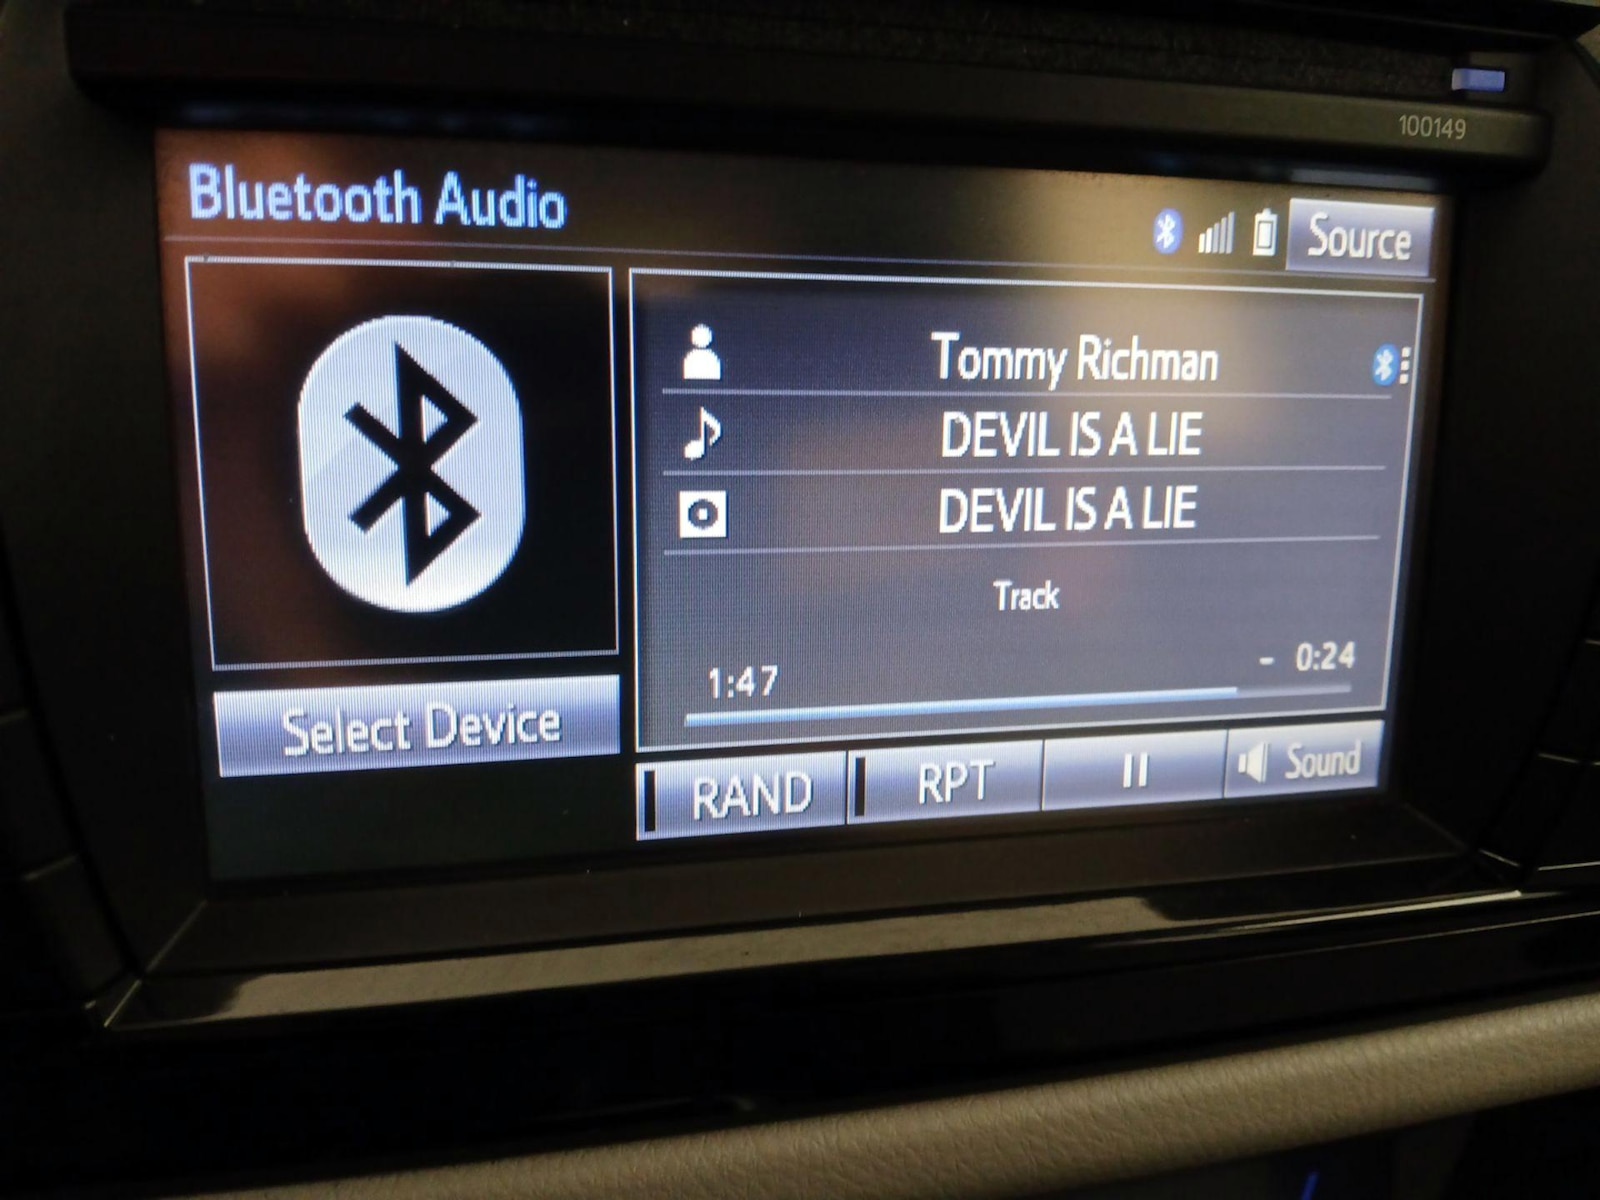 100149
Bluetooth Audio
Source
Tommy Richman
DEVIL IS A LIE
DEVIL IS A LIE
Track
1:47
- 0:24
Select Device
RAND
RPT
Sound